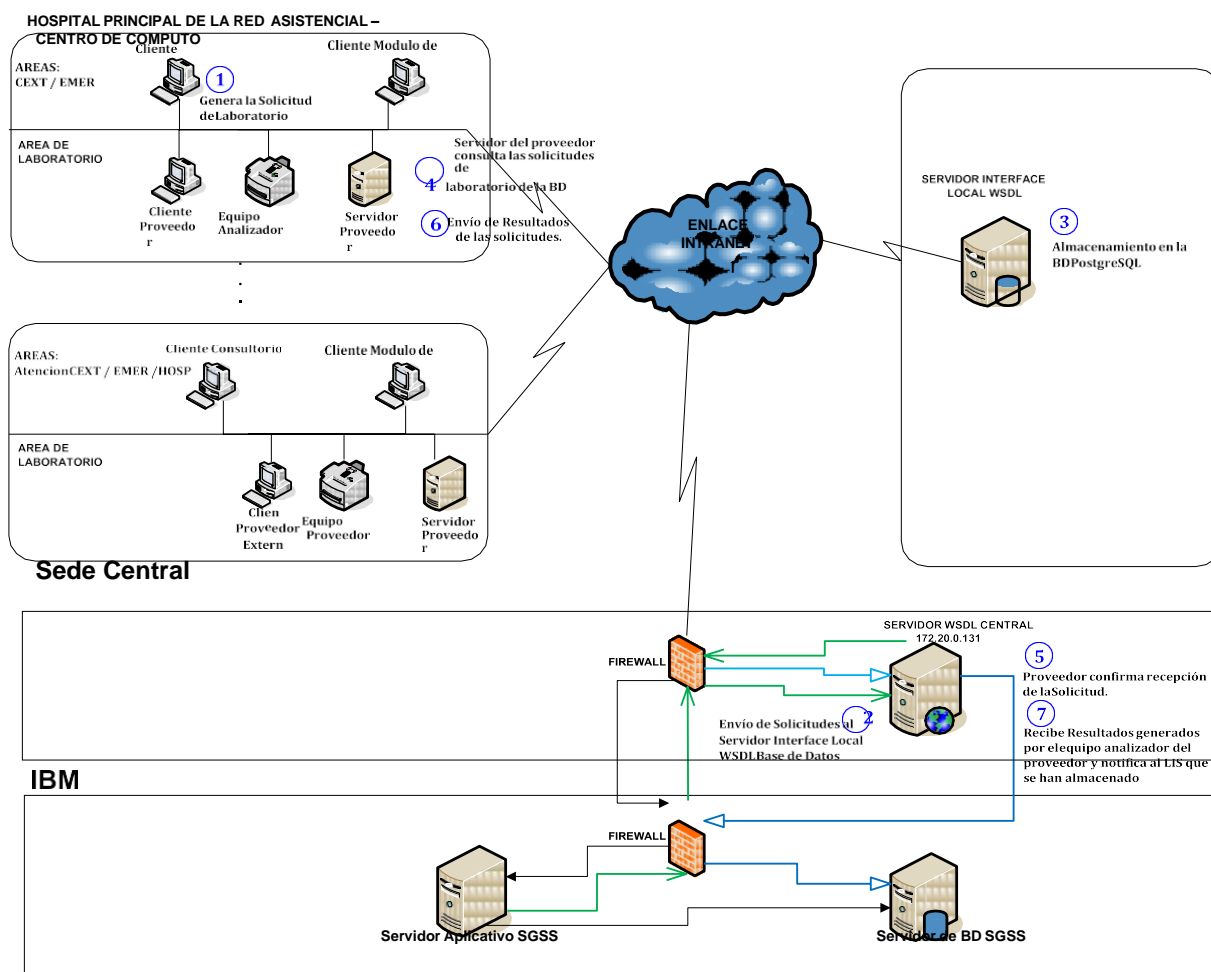 HOSPITAL PRINCIPAL DE LA RED ASISTENCIAL –
CENTRO DE COMPUTO
Cliente
Cliente Modulo de
AREAS:
CEXT / EMER
1
Genera la Solicitud
deLaboratorio
AREA DE
LABORATORIO
Cliente
Proveedo
r
Equipo
Analizador
Servidor
Proveedo
r
Servidor del proveedor
consulta las solicitudes
de
4
laboratorio de la BD
6
Envío de Resultados
de las solicitudes.
.
.
.
ENLACE
INTRANET
SERVIDOR INTERFACE
LOCAL WSDL
3
Almacenamiento en la
BDPostgreSQL
Cliente Consultorio
Cliente Modulo de
AREAS:
AtencionCEXT / EMER /HOSP
AREA DE
LABORATORIO
Clien
Proveedor
Extern
Equipo
Proveedor
Servidor
Proveedo
r
Sede Central
FIREWALL
SERVIDOR WSDL CENTRAL
172.20.0.131
5
Proveedor confirma recepción
de laSolicitud.
2
Envío de Solicitudes al
Servidor Interface Local
WSDLBase de Datos
7
Recibe Resultados generados
por elequipo analizador del
proveedor y notifica al LIS que
se han almacenado
IBM
FIREWALL
Servidor Aplicativo SGSS
Servidor de BD SGSS